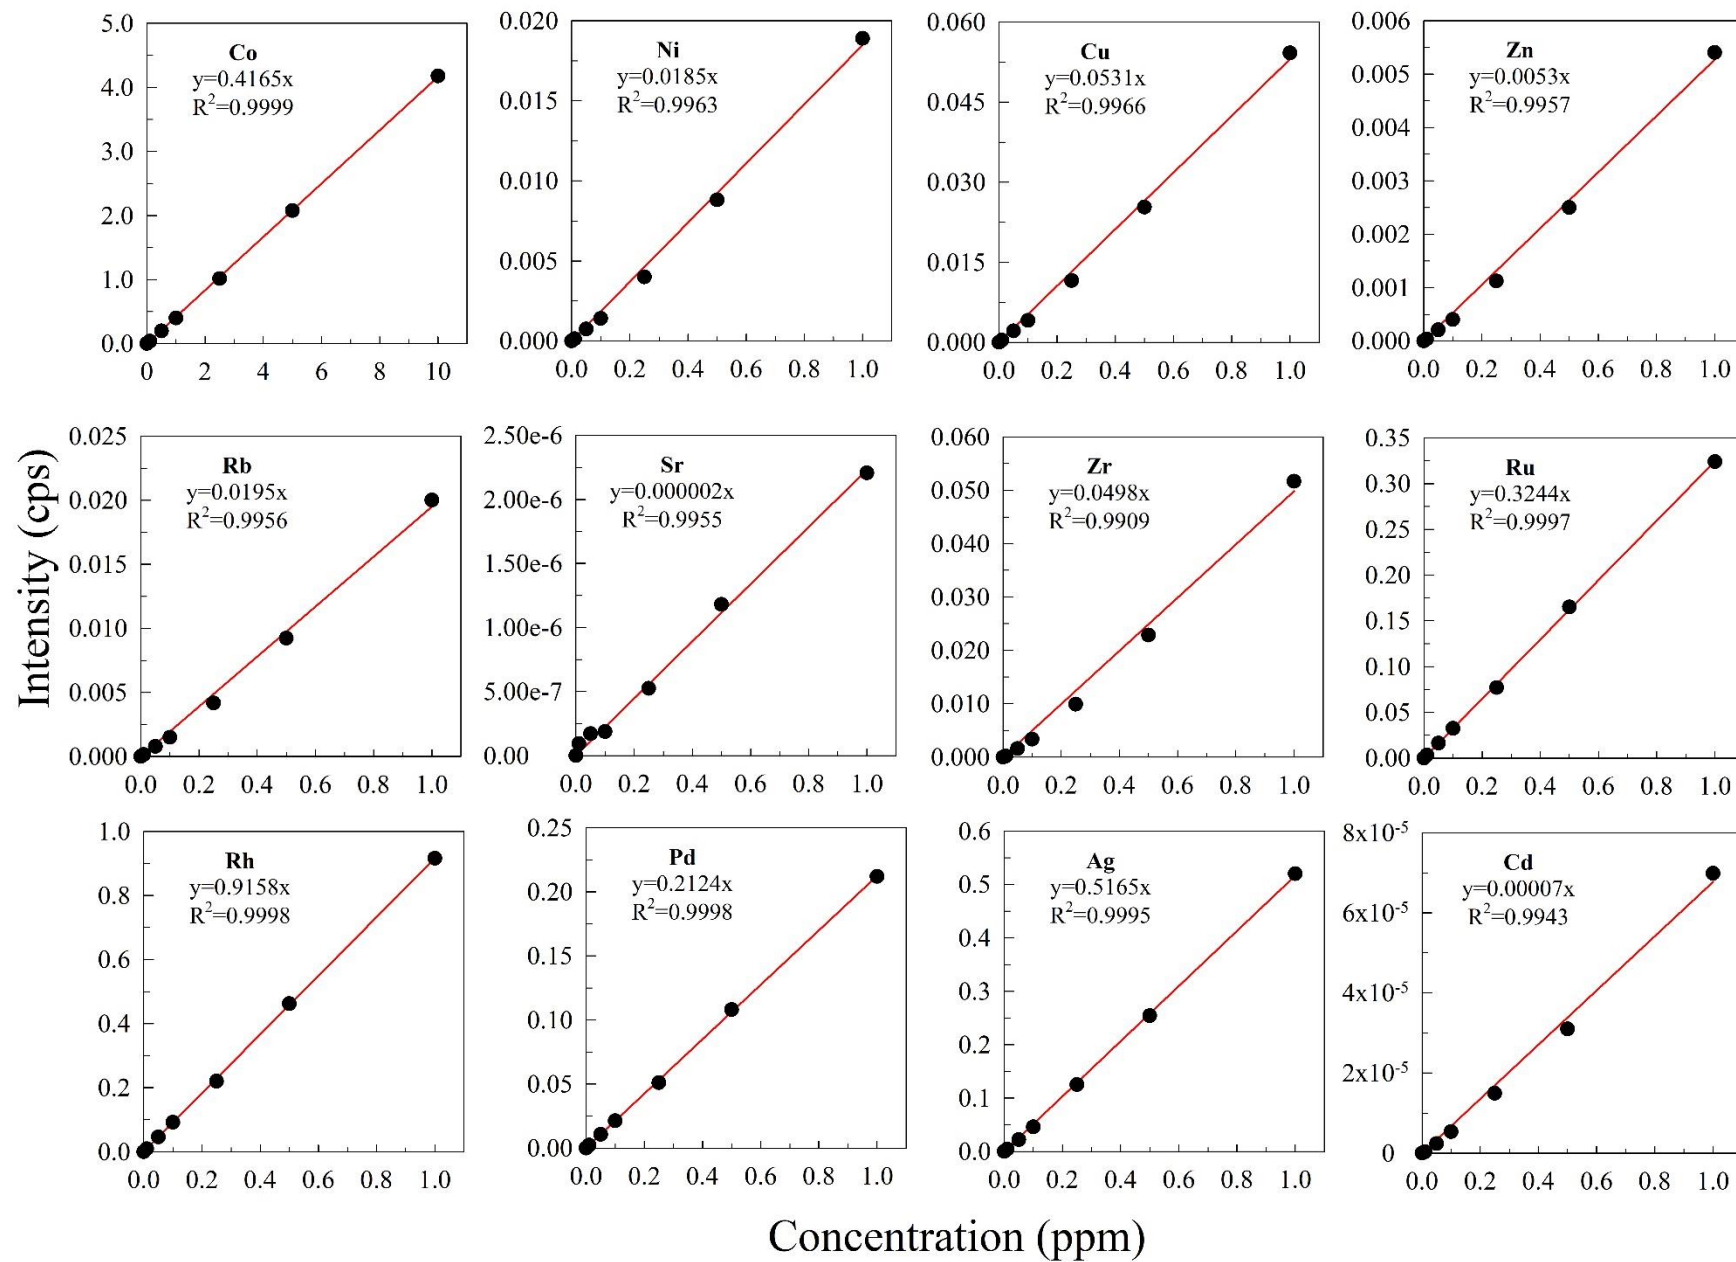 Intensity (cps)
Co
y=0.4165x
R²=0.9999
5.0
4.0
3.0
2.0
1.0
0.0
0 2 4 6 8 10
Ni
y=0.0185x
R²=0.9963
0.020
0.015
0.010
0.005
0.000
0.0 0.2 0.4 0.6 0.8 1.0
Cu
y=0.0531x
R²=0.9966
0.060
0.045
0.030
0.015
0.000
0.0 0.2 0.4 0.6 0.8 1.0
Zn
y=0.0053x
R²=0.9957
0.006
0.005
0.004
0.003
0.002
0.001
0.000
0.0 0.2 0.4 0.6 0.8 1.0
Rb
y=0.0195x
R²=0.9956
0.025
0.020
0.015
0.010
0.005
0.000
0.0 0.2 0.4 0.6 0.8 1.0
Sr
y=0.000002x
R²=0.9955
2.50e-6
2.00e-6
1.50e-6
1.00e-6
5.00e-7
0.00
0.0 0.2 0.4 0.6 0.8 1.0
Zr
y=0.0498x
R²=0.9909
0.060
0.050
0.040
0.030
0.020
0.010
0.000
0.0 0.2 0.4 0.6 0.8 1.0
Ru
y=0.3244x
R²=0.9997
0.35
0.30
0.25
0.20
0.15
0.10
0.05
0.00
0.0 0.2 0.4 0.6 0.8 1.0
Rh
y=0.9158x
R²=0.9998
1.0
0.8
0.6
0.4
0.2
0.0
0.0 0.2 0.4 0.6 0.8 1.0
Pd
y=0.2124x
R²=0.9998
0.25
0.20
0.15
0.10
0.05
0.00
0.0 0.2 0.4 0.6 0.8 1.0
Ag
y=0.5165x
R²=0.9995
0.6
0.5
0.4
0.3
0.2
0.1
0.0
0.0 0.2 0.4 0.6 0.8 1.0
Cd
y=0.00007x
R²=0.9943
8x10⁻⁵
6x10⁻⁵
4x10⁻⁵
2x10⁻⁵
0
0.0 0.2 0.4 0.6 0.8 1.0
Concentration (ppm)